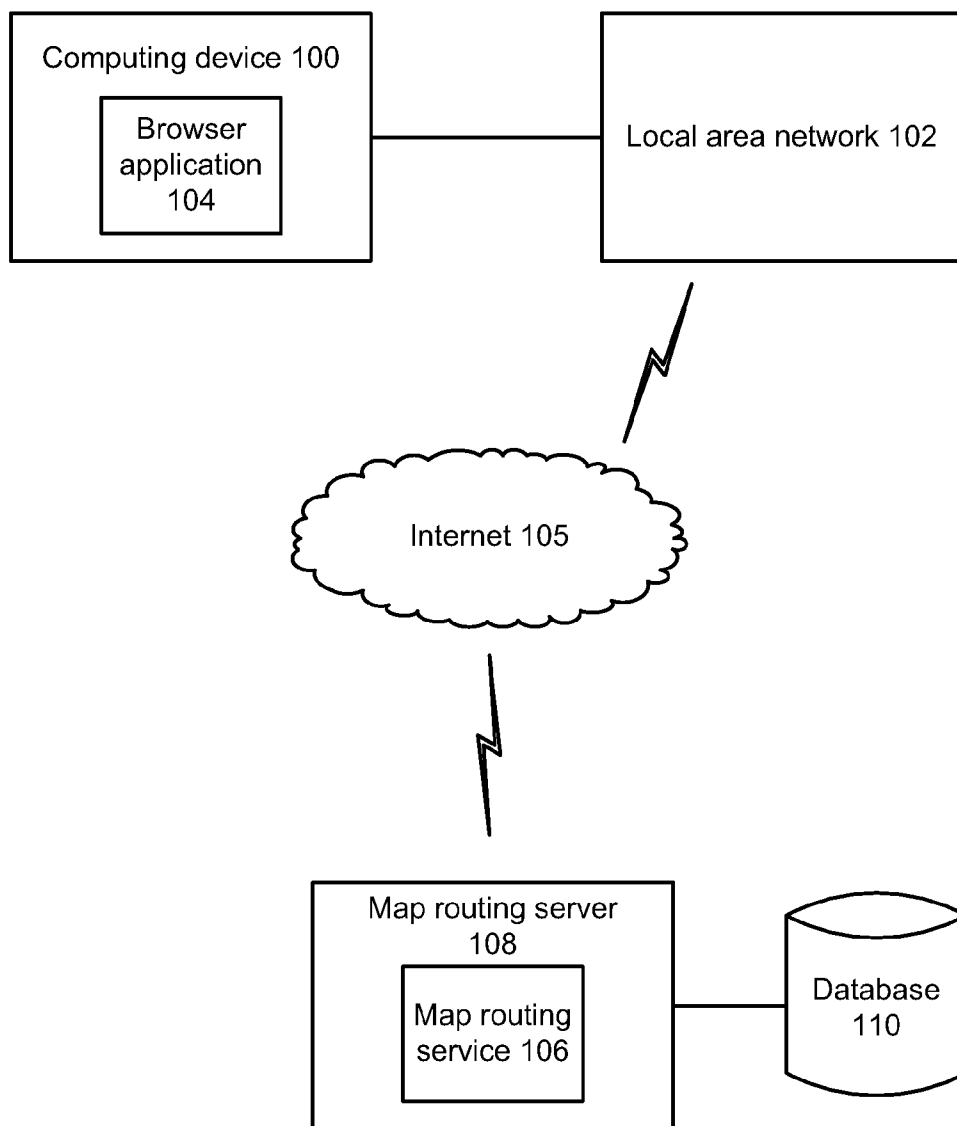 Computing device 100
Browser
application
104
Local area network 102
Internet 105
Map routing server
108
Map routing
service 106
Database
110